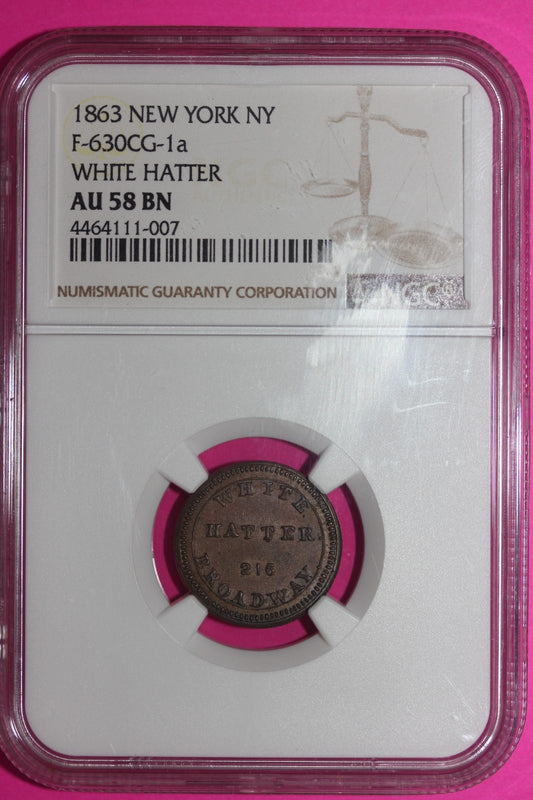 1863 NEW YORK NY
F-630CG-1a
WHITE HATTER
AU 58 BN
4464111-007
NUMISMATIC GUARANTY CORPORATION NGC
WHITE.
HATTER.
216
BROADWAY